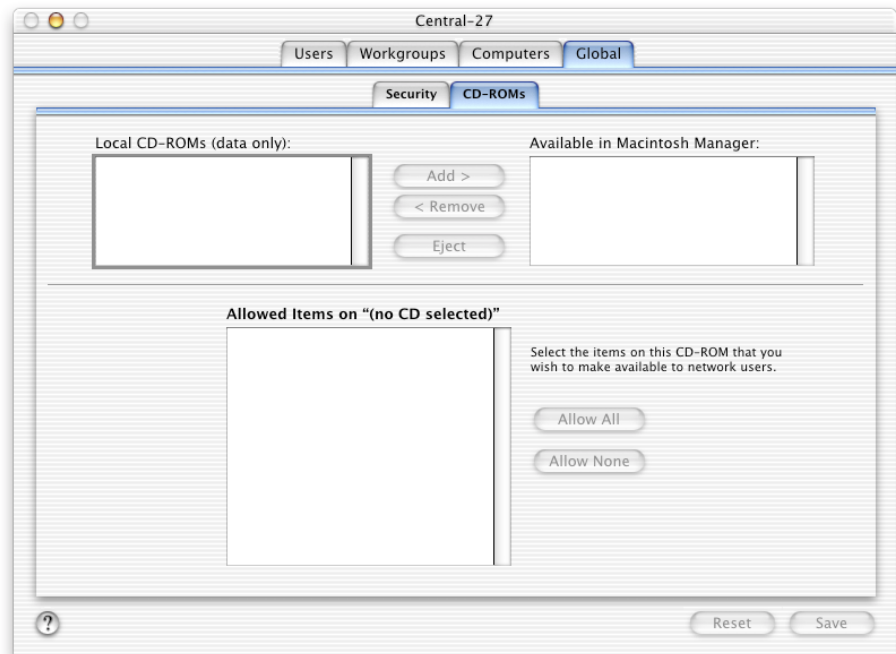 Central-27
Users Workgroups Computers Global
Security CD-ROMs
Local CD-ROMs (data only):
Available in Macintosh Manager:
Add >
< Remove
Eject
Allowed Items on “(no CD selected)”
Select the items on this CD-ROM that you
wish to make available to network users.
Allow All
Allow None
?
Reset Save